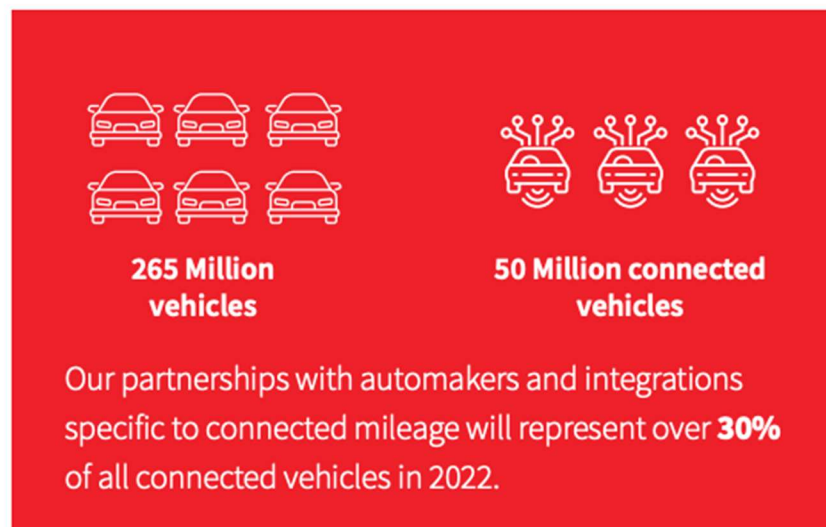 265 Million
vehicles
50 Million connected
vehicles
Our partnerships with automakers and integrations
specific to connected mileage will represent over 30%
of all connected vehicles in 2022.